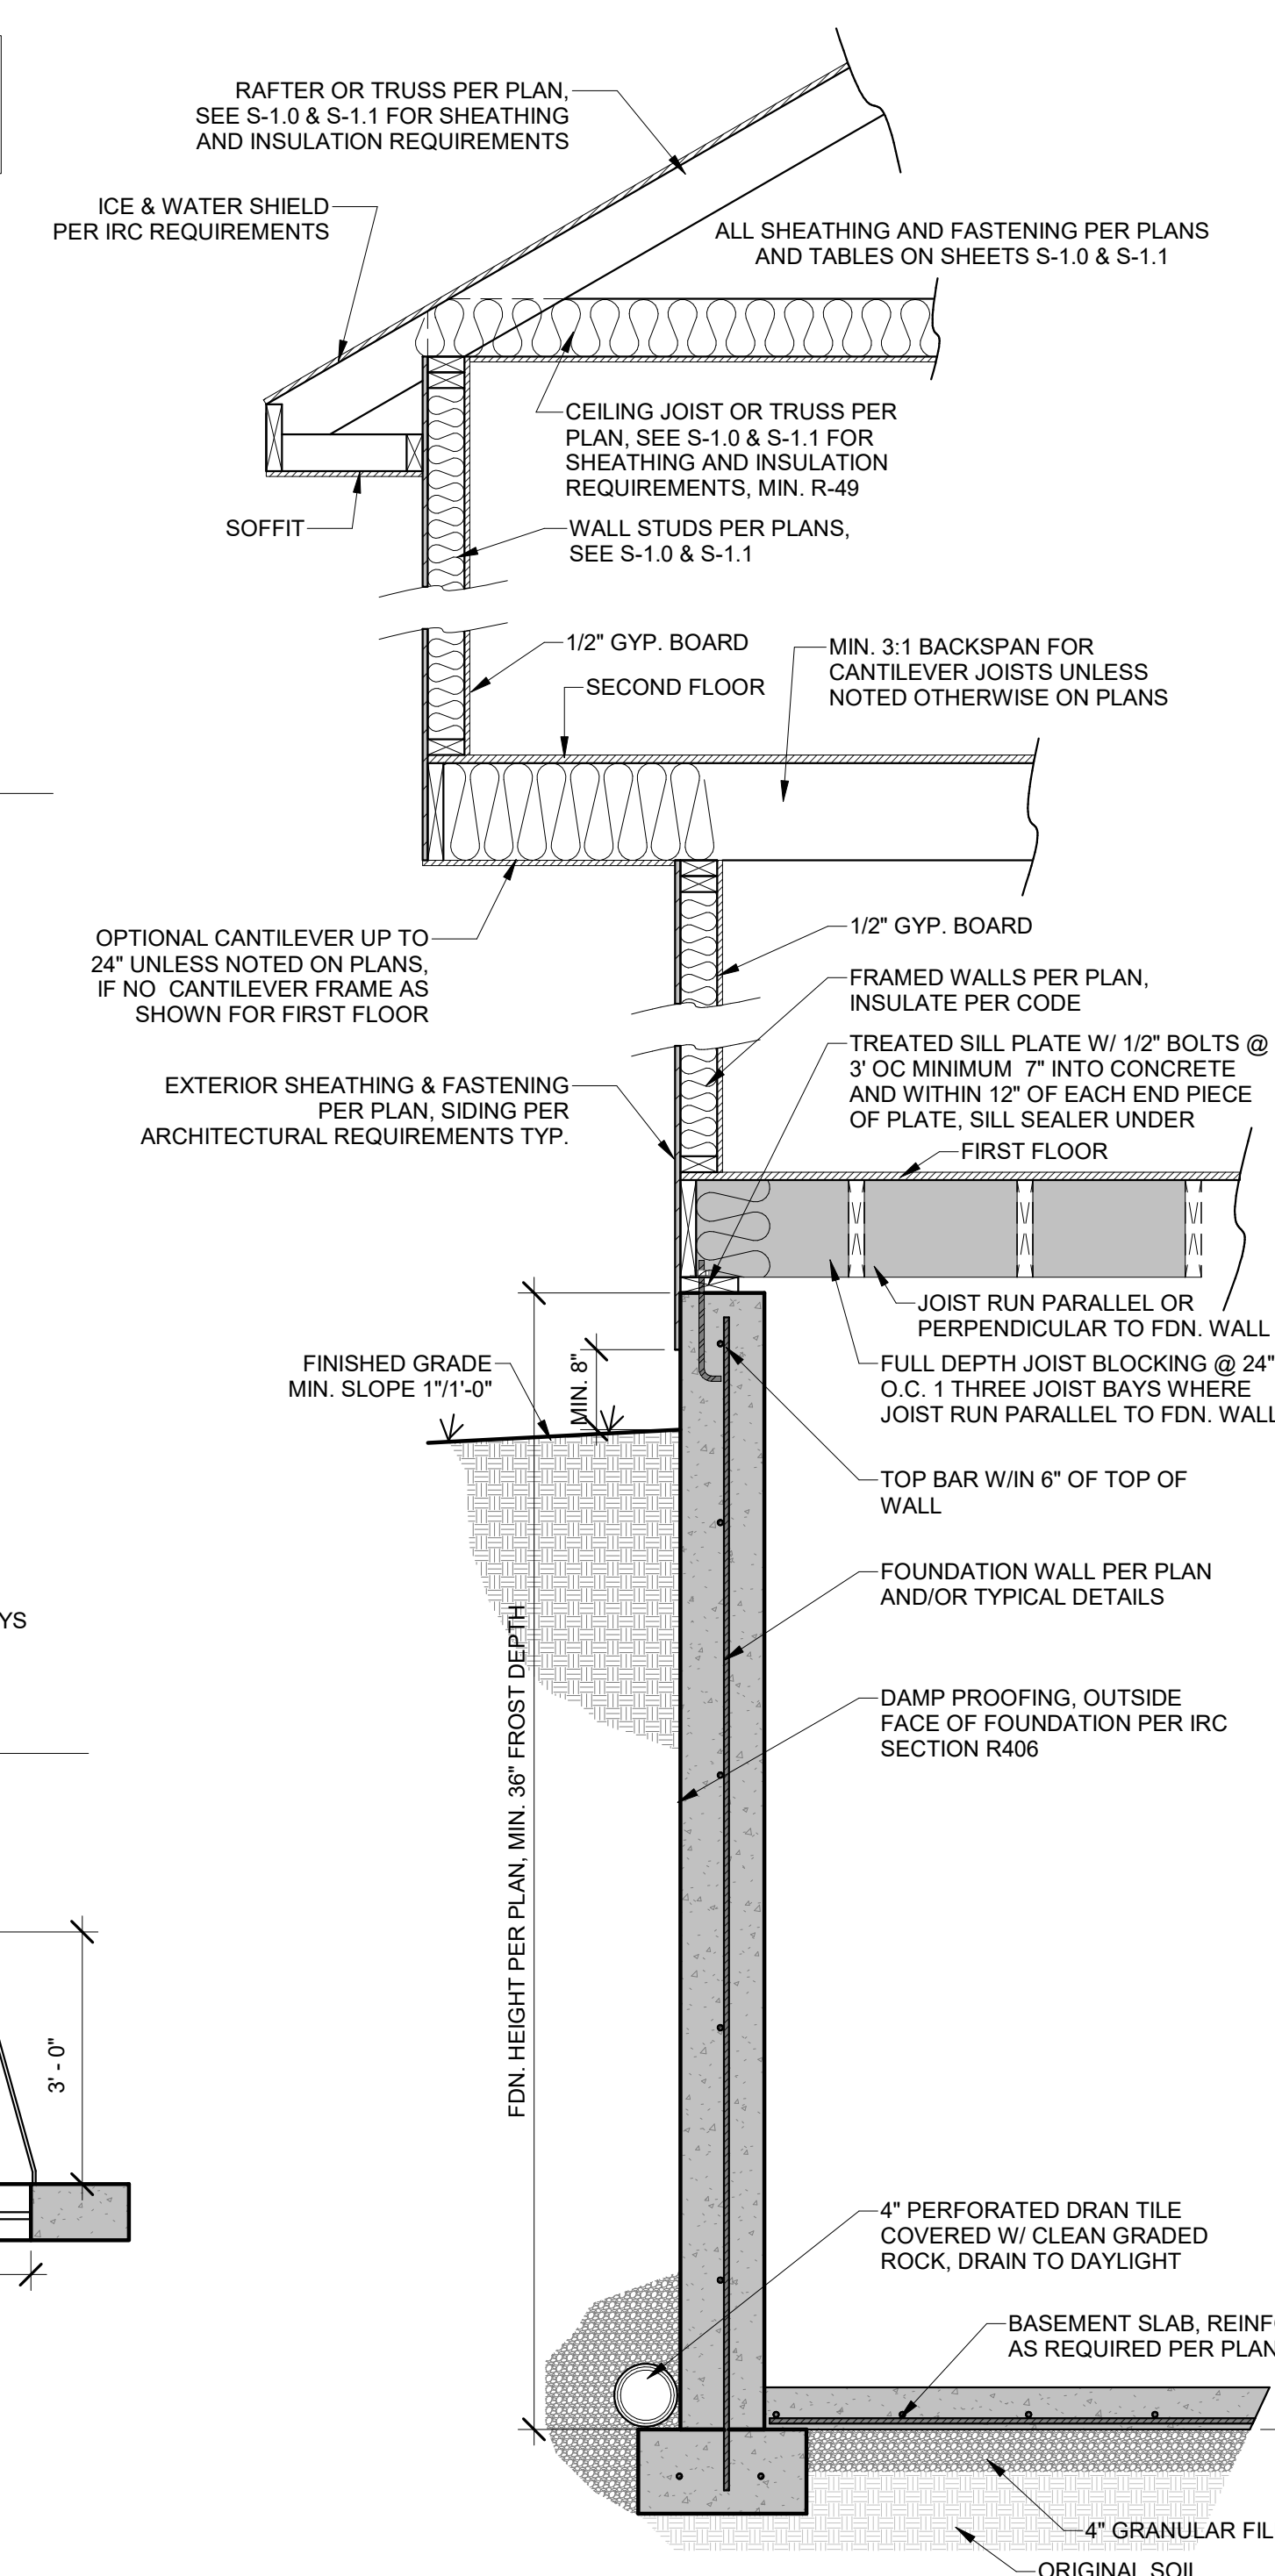 RAFTER OR TRUSS PER PLAN,
SEE S-1.0 & S-1.1 FOR SHEATHING
AND INSULATION REQUIREMENTS
ICE & WATER SHIELD
PER IRC REQUIREMENTS
ALL SHEATHING AND FASTENING PER PLANS
AND TABLES ON SHEETS S-1.0 & S-1.1
CEILING JOIST OR TRUSS PER
PLAN, SEE S-1.0 & S-1.1 FOR
SHEATHING AND INSULATION
REQUIREMENTS, MIN. R-49
SOFFIT
WALL STUDS PER PLANS,
SEE S-1.0 & S-1.1
1/2" GYP. BOARD
SECOND FLOOR
MIN. 3:1 BACKSPAN FOR
CANTILEVER JOISTS UNLESS
NOTED OTHERWISE ON PLANS
OPTIONAL CANTILEVER UP TO
24" UNLESS NOTED ON PLANS,
IF NO  CANTILEVER FRAME AS
SHOWN FOR FIRST FLOOR
1/2" GYP. BOARD
FRAMED WALLS PER PLAN,
INSULATE PER CODE
TREATED SILL PLATE W/ 1/2" BOLTS @
3' OC MINIMUM  7" INTO CONCRETE
AND WITHIN 12" OF EACH END PIECE
OF PLATE, SILL SEALER UNDER
EXTERIOR SHEATHING & FASTENING
PER PLAN, SIDING PER
ARCHITECTURAL REQUIREMENTS TYP.
FIRST FLOOR
JOIST RUN PARALLEL OR
PERPENDICULAR TO FDN. WALL
FINISHED GRADE
MIN. SLOPE 1"/1'-0"
MIN. 8"
FULL DEPTH JOIST BLOCKING @ 24"
O.C. 1 THREE JOIST BAYS WHERE
JOIST RUN PARALLEL TO FDN. WALL
TOP BAR W/IN 6" OF TOP OF
WALL
FOUNDATION WALL PER PLAN
AND/OR TYPICAL DETAILS
YS
FDN. HEIGHT PER PLAN, MIN. 36" FROST DEPTH
DAMP PROOFING, OUTSIDE
FACE OF FOUNDATION PER IRC
SECTION R406
3' - 0"
4" PERFORATED DRAN TILE
COVERED W/ CLEAN GRADED
ROCK, DRAIN TO DAYLIGHT
BASEMENT SLAB, REINF
AS REQUIRED PER PLAN
4" GRANULAR FIL
ORIGINAL SOIL